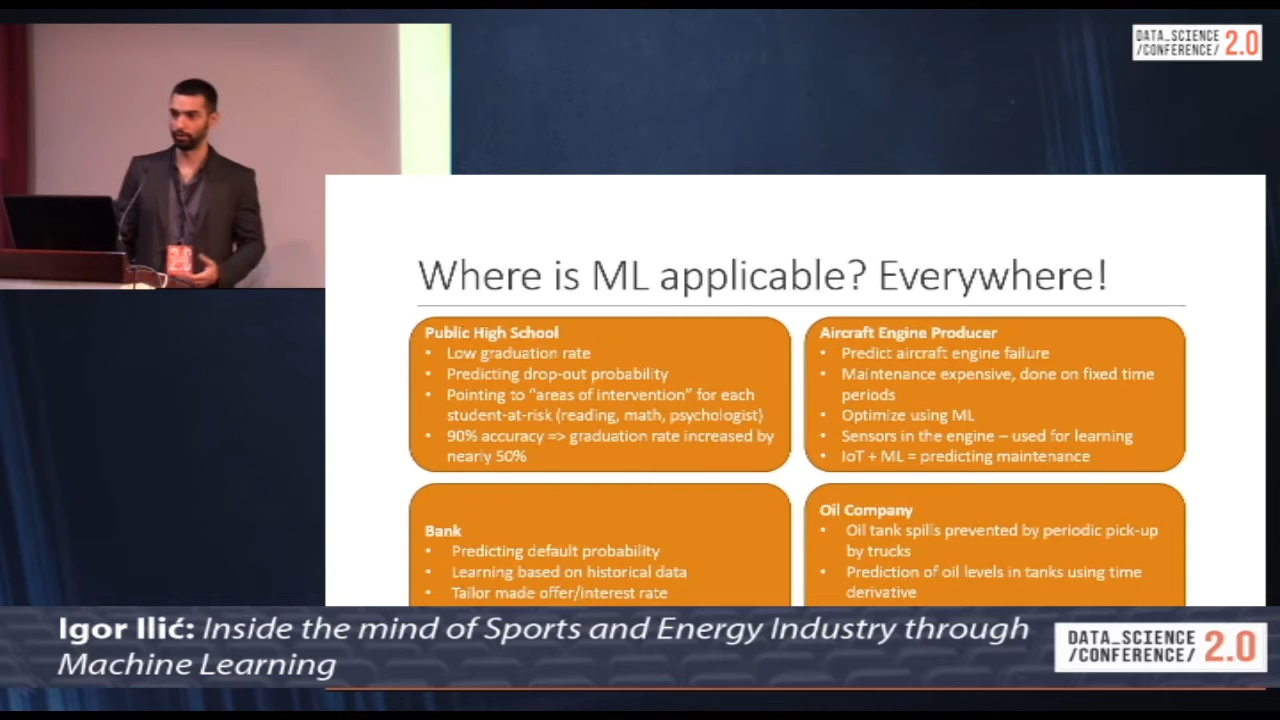 DATA_SCIENCE
/CONFERENCE/ 2.0
Where is ML applicable? Everywhere!
Public High School
• Low graduation rate
• Predicting drop-out probability
• Pointing to “areas of intervention” for each
student-at-risk (reading, math, psychologist)
• 90% accuracy => graduation rate increased by
nearly 50%
Aircraft Engine Producer
• Predict aircraft engine failure
• Maintenance expensive, done on fixed time
periods
• Optimize using ML
• Sensors in the engine – used for learning
• IoT + ML = predicting maintenance
Bank
• Predicting default probability
• Learning based on historical data
• Tailor made offer/interest rate
Oil Company
• Oil tank spills prevented by periodic pick-up
by trucks
• Prediction of oil levels in tanks using time
derivative
2.0
Igor Ilić: Inside the mind of Sports and Energy Industry through
Machine Learning
DATA_SCIENCE
/CONFERENCE/ 2.0